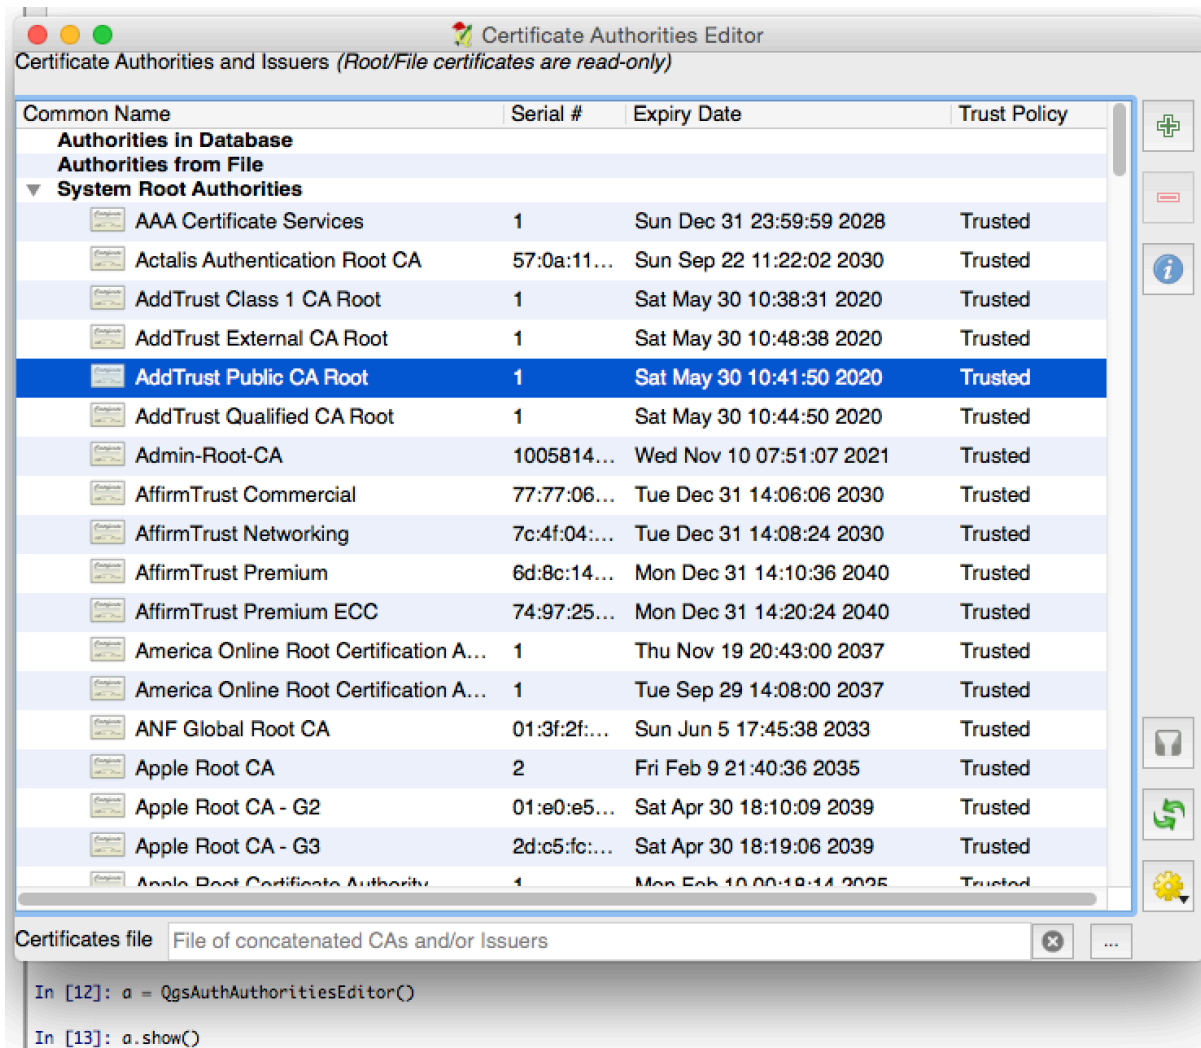 Certificate Authorities Editor
Certificate Authorities and Issuers (Root/File certificates are read-only)
Common Name Serial # Expiry Date Trust Policy
Authorities in Database
Authorities from File
System Root Authorities
AAA Certificate Services 1 Sun Dec 31 23:59:59 2028 Trusted
Actalis Authentication Root CA 57:0a:11... Sun Sep 22 11:22:02 2030 Trusted
AddTrust Class 1 CA Root 1 Sat May 30 10:38:31 2020 Trusted
AddTrust External CA Root 1 Sat May 30 10:48:38 2020 Trusted
AddTrust Public CA Root 1 Sat May 30 10:41:50 2020 Trusted
AddTrust Qualified CA Root 1 Sat May 30 10:44:50 2020 Trusted
Admin-Root-CA 1005814... Wed Nov 10 07:51:07 2021 Trusted
AffirmTrust Commercial 77:77:06... Tue Dec 31 14:06:06 2030 Trusted
AffirmTrust Networking 7c:4f:04:... Tue Dec 31 14:08:24 2030 Trusted
AffirmTrust Premium 6d:8c:14... Mon Dec 31 14:10:36 2040 Trusted
AffirmTrust Premium ECC 74:97:25... Mon Dec 31 14:20:24 2040 Trusted
America Online Root Certification A... 1 Thu Nov 19 20:43:00 2037 Trusted
America Online Root Certification A... 1 Tue Sep 29 14:08:00 2037 Trusted
ANF Global Root CA 01:3f:2f:... Sun Jun 5 17:45:38 2033 Trusted
Apple Root CA 2 Fri Feb 9 21:40:36 2035 Trusted
Apple Root CA - G2 01:e0:e5... Sat Apr 30 18:10:09 2039 Trusted
Apple Root CA - G3 2d:c5:fc:... Sat Apr 30 18:19:06 2039 Trusted
Apple Root Certificate Authority 1 Mon Feb 10 00:18:14 2025 Trusted
Certificates file File of concatenated CAs and/or Issuers ...
In [12]: a = QgsAuthAuthoritiesEditor()
In [13]: a.show()